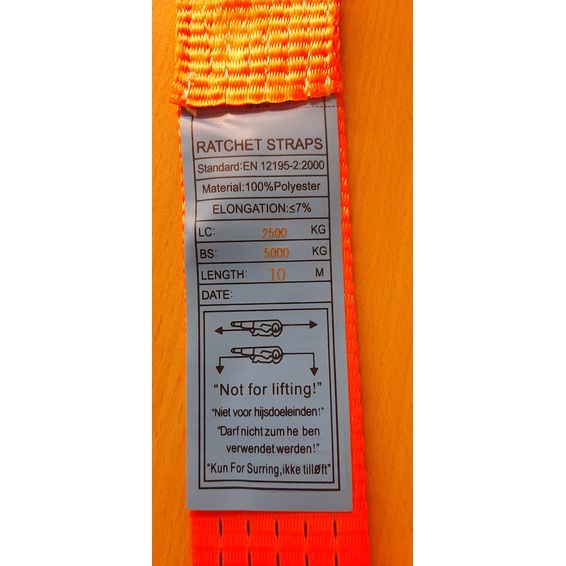 RATCHET STRAPS
Standard:EN 12195-2:2000
Material:100%Polyester
ELONGATION:≤7%
LC: 2500 KG
BS: 5000 KG
LENGTH: 10 M
DATE:
“Not for lifting!”
“Niet voor hijsdoeleinden!”
“Darf nicht zum he ben
verwendet werden!”
“Kun For Surring,ikke tilløft”